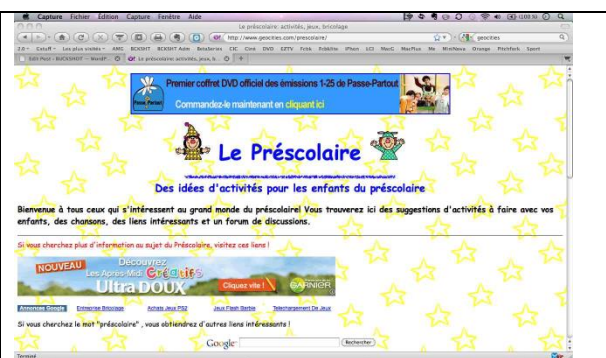 Capture Fichier Édition Capture Fenêtre Aide
Le préscolaire: activités, jeux, bricolage
http://www.geocities.com/prescolaire/
geocities
Premier coffret DVD officiel des émissions 1-25 de Passe-Partout
Commandez-le maintenant en cliquant ici
Passe-Partout
Le Préscolaire
Des idées d'activités pour les enfants du préscolaire
Bienvenue à tous ceux qui s'intéressent au grand monde du préscolaire! Vous trouverez ici des suggestions d'activités à faire avec vos
enfants, des chansons, des liens intéressants et un forum de discussions.
Si vous cherchez plus d'information au sujet du Préscolaire, visitez ces liens !
NOUVEAU
Découvrez
Les Après-Midi Créatifs
Ultra DOUX
Cliquez vite !
GARNIER
Annonces Google Entreprise Bricolage Achats Jeux PS2 Jeux Flash Barbie Telechargement De Jeux
Si vous cherchez le mot "préscolaire" , vous obtiendrez d'autres liens intéressants !
Google Rechercher
Terminé